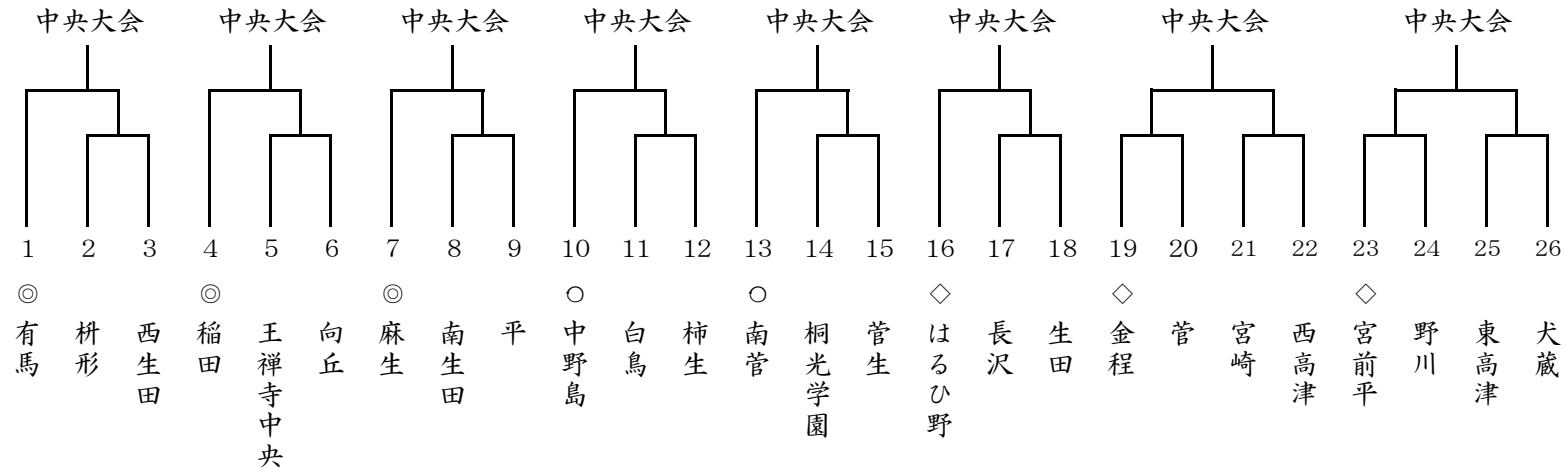 中央大会 中央大会 中央大会 中央大会 中央大会 中央大会 中央大会 中央大会
1 2 3 4 5 6 7 8 9 10 11 12 13 14 15 16 17 18 19 20 21 22 23 24 25 26
◎ ◎ ◎ ○ ○ ◇ ◇ ◇
有馬
枡形
西生田
稲田
王禅寺中央
向丘
麻生
南生田
平
中野島
白鳥
柿生
南菅
桐光学園
菅生
はるひ野
長沢
生田
金程
菅
宮崎
西高津
宮前平
野川
東高津
犬蔵